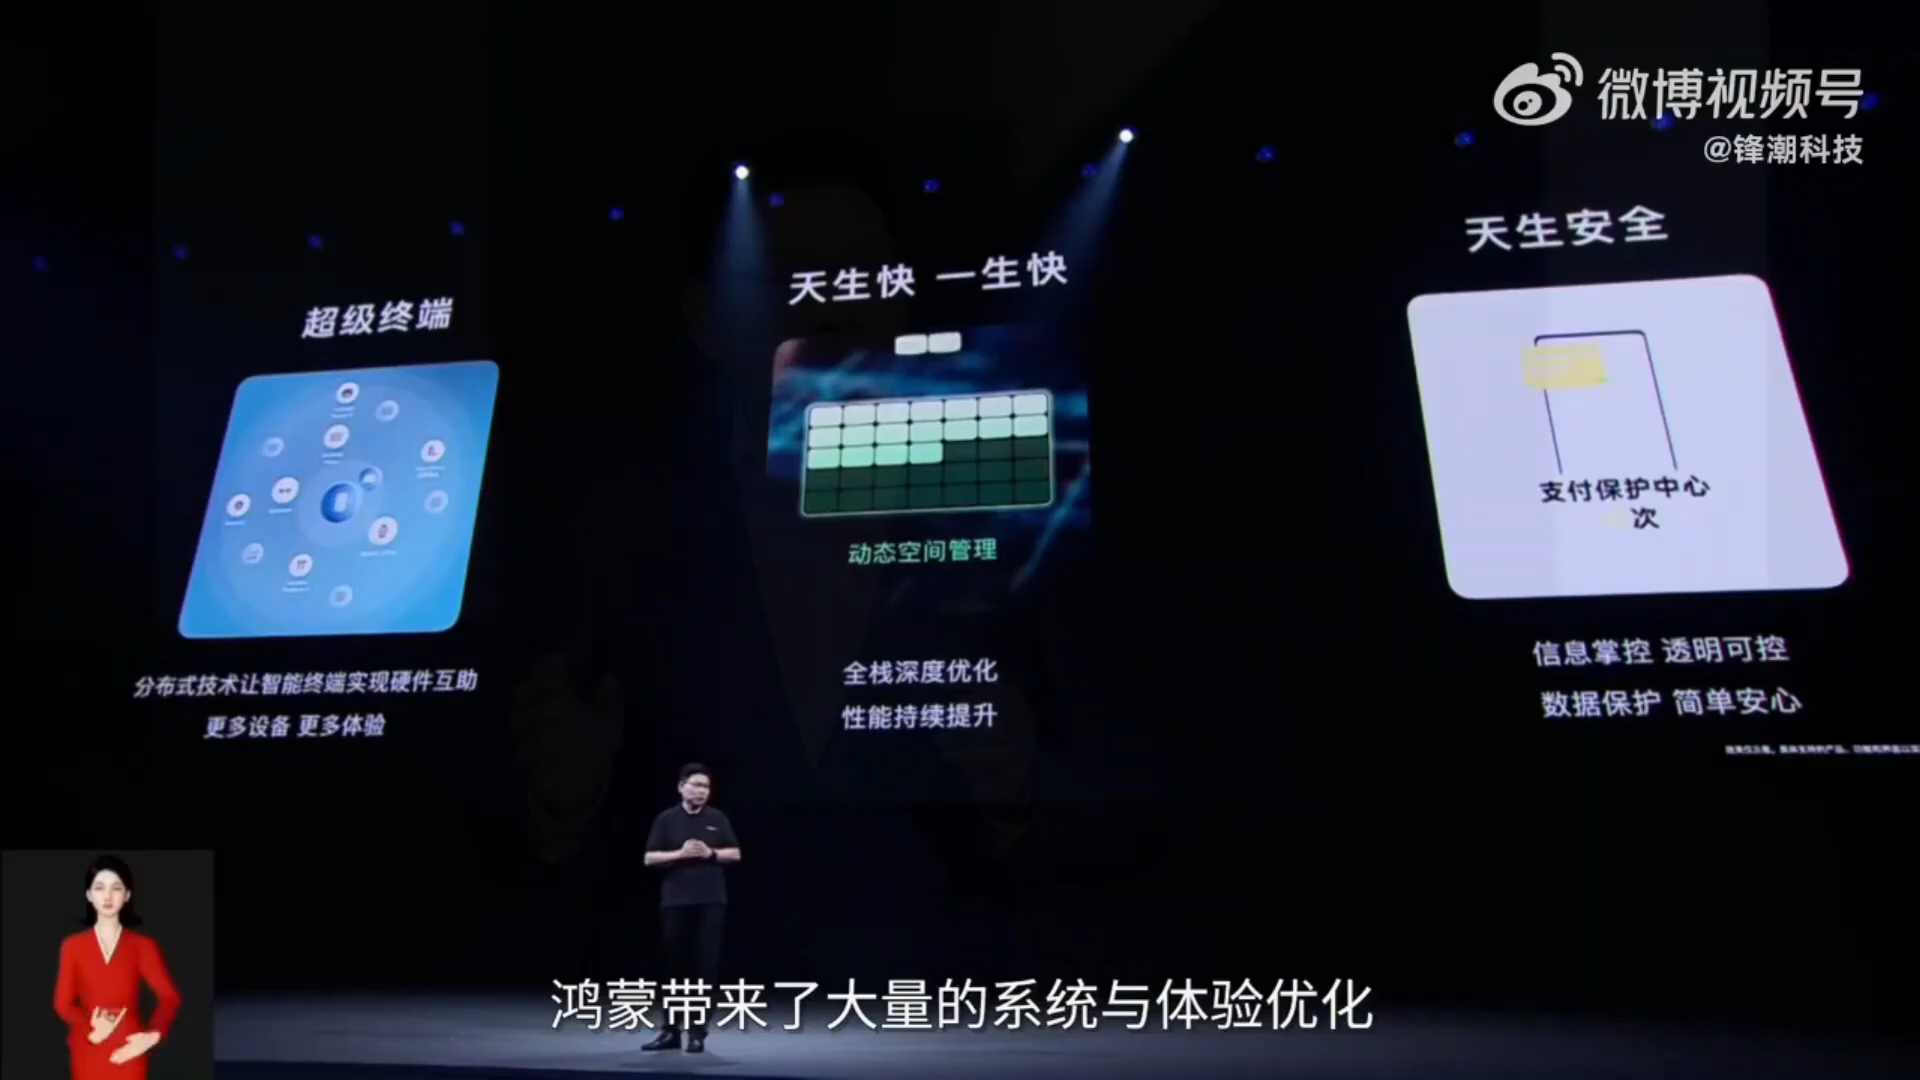 微博视频号
@锋潮科技
超级终端
分布式技术让智能终端实现硬件互助
更多设备 更多体验
天生快 一生快
动态空间管理
全栈深度优化
性能持续提升
天生安全
支付保护中心
次
信息掌控 透明可控
数据保护 简单安心
鸿蒙带来了大量的系统与体验优化